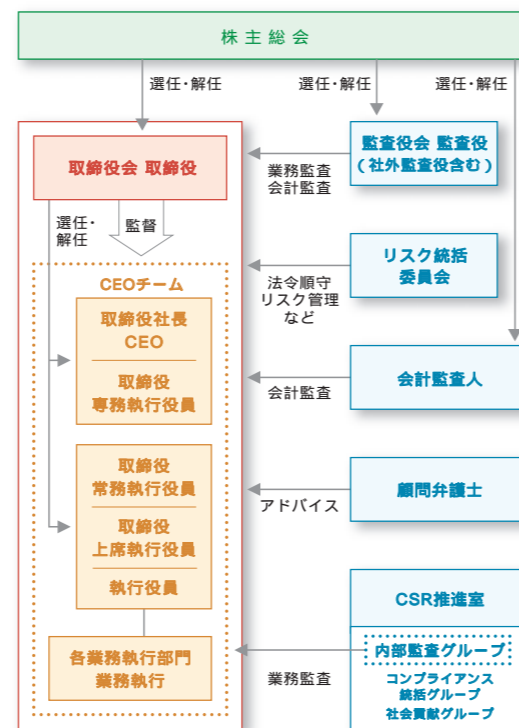 株主総会
選任・解任
選任・解任
選任・解任
取締役会 取締役
監査役会 監査役
(社外監査役含む)
業務監査
会計監査
選任・
解任
監督
リスク統括
委員会
法令順守
リスク管理
など
CEOチーム
取締役社長
CEO
取締役
専務執行役員
会計監査人
会計監査
取締役
常務執行役員
取締役
上席執行役員
執行役員
顧問弁護士
アドバイス
CSR推進室
内部監査グループ
コンプライアンス
統括グループ
社会貢献グループ
各業務執行部門
業務執行
業務監査